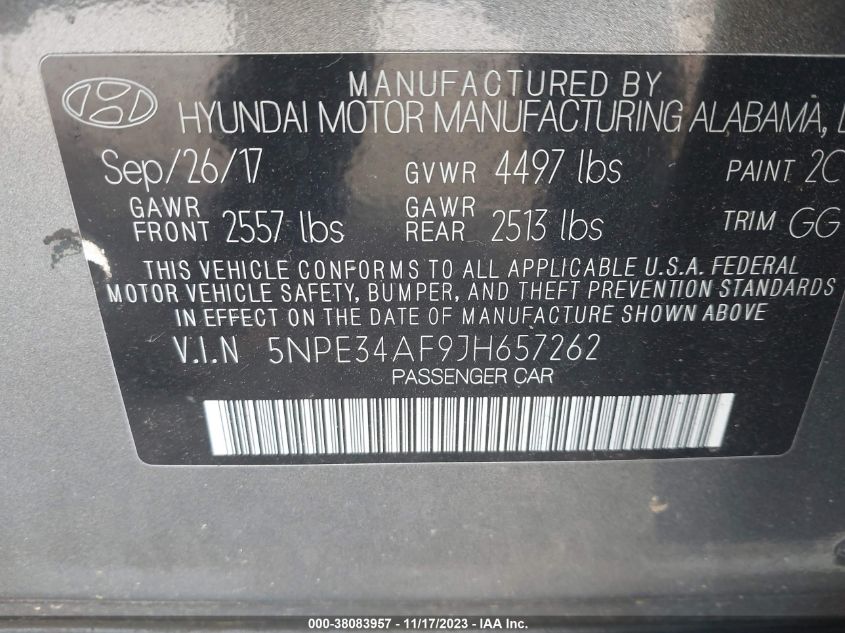 MANUFACTURED BY
HYUNDAI MOTOR MANUFACTURING ALABAMA,
Sep/26/17 GVWR 4497 lbs PAINT 2C
GAWR FRONT 2557 lbs GAWR REAR 2513 lbs TRIM GG
THIS VEHICLE CONFORMS TO ALL APPLICABLE U.S.A. FEDERAL
MOTOR VEHICLE SAFETY, BUMPER, AND THEFT PREVENTION STANDARDS
IN EFFECT ON THE DATE OF MANUFACTURE SHOWN ABOVE
V.I.N 5NPE34AF9JH657262
PASSENGER CAR
000-38083957 - 11/17/2023 - IAA Inc.